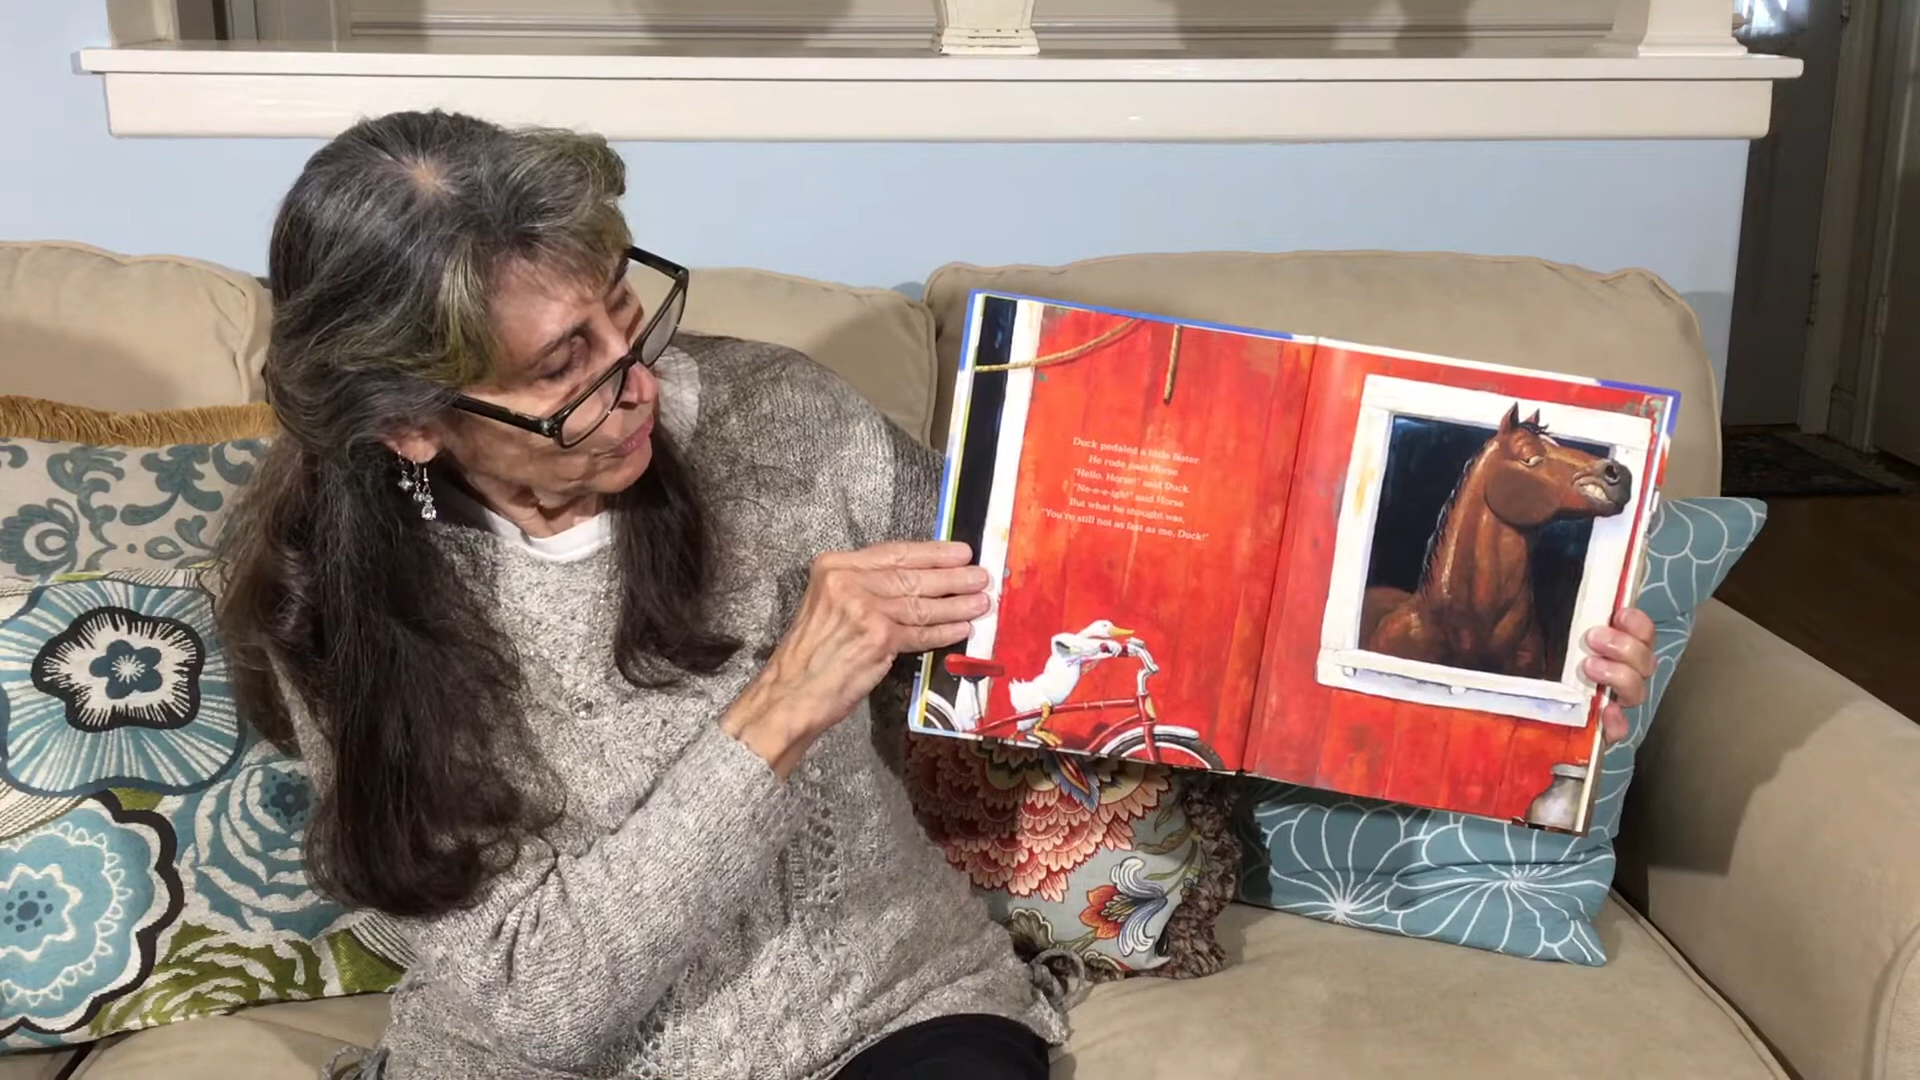 Duck pedaled a little faster.
He rode past Horse.
"Hello, Horse!" said Duck.
"Ne-e-e-igh!" said Horse.
But what he thought was,
"You're still not as fast as me, Duck!"